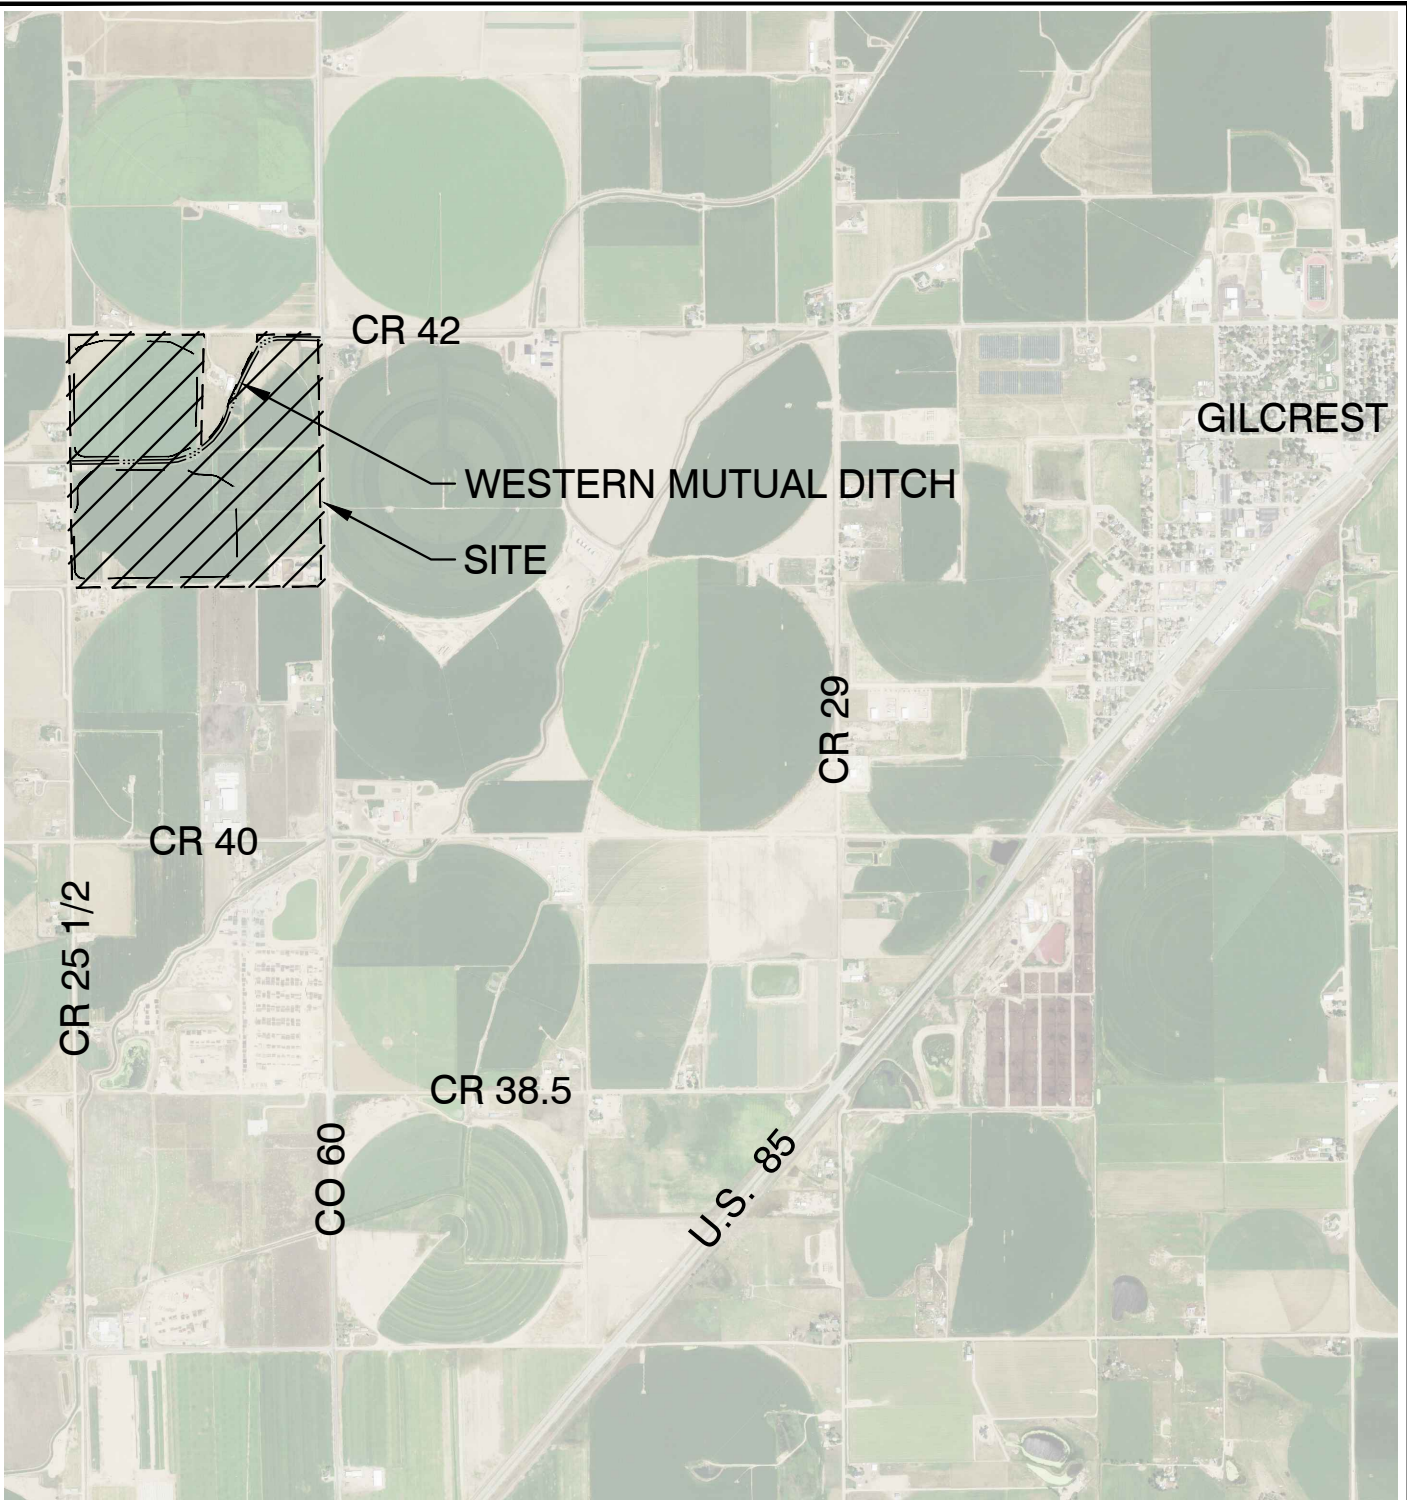 CR 42
GILCREST
WESTERN MUTUAL DITCH
SITE
CR 29
CR 40
CR 25 1/2
CR 38.5
CO 60
U.S. 85